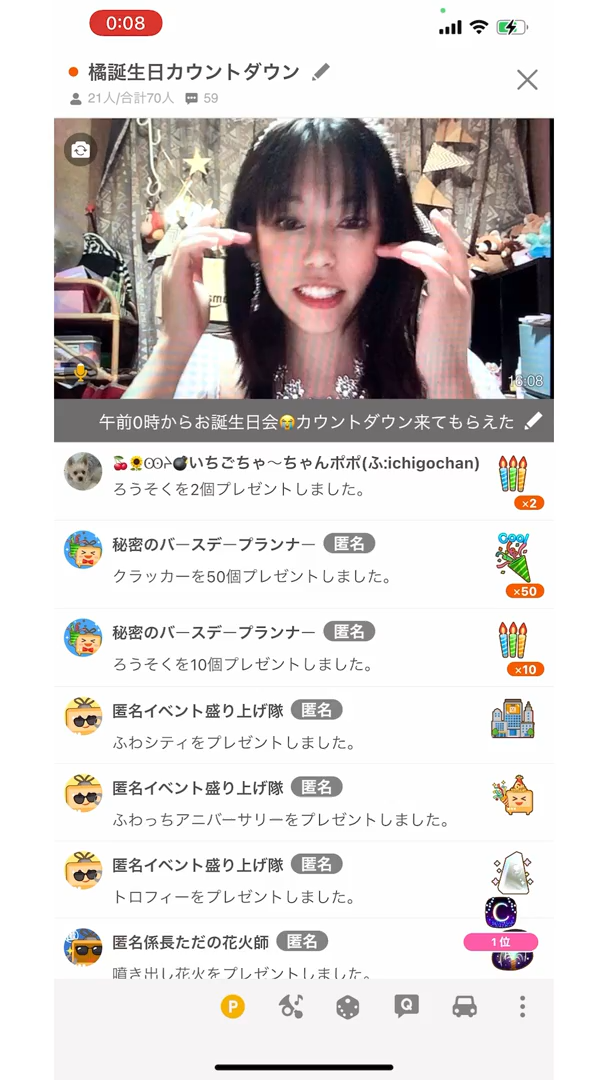 0:08
橘誕生日カウントダウン
21人/合計70人 59
16:08
午前0時からお誕生日会😭カウントダウン来てもらえた
🍒🌻 💣いちごちゃ〜ちゃんポポ(ふ:ichigochan)
ろうそくを2個プレゼントしました。
×2
秘密のバースデープランナー 匿名
クラッカーを50個プレゼントしました。
COOL
×50
秘密のバースデープランナー 匿名
ろうそくを10個プレゼントしました。
×10
匿名イベント盛り上げ隊 匿名
ふわシティをプレゼントしました。
匿名イベント盛り上げ隊 匿名
ふわっちアニバーサリーをプレゼントしました。
匿名イベント盛り上げ隊 匿名
トロフィーをプレゼントしました。
C
匿名係長ただの花火師 匿名
1位
噴き出し花火をプレゼントしました。
P
Q